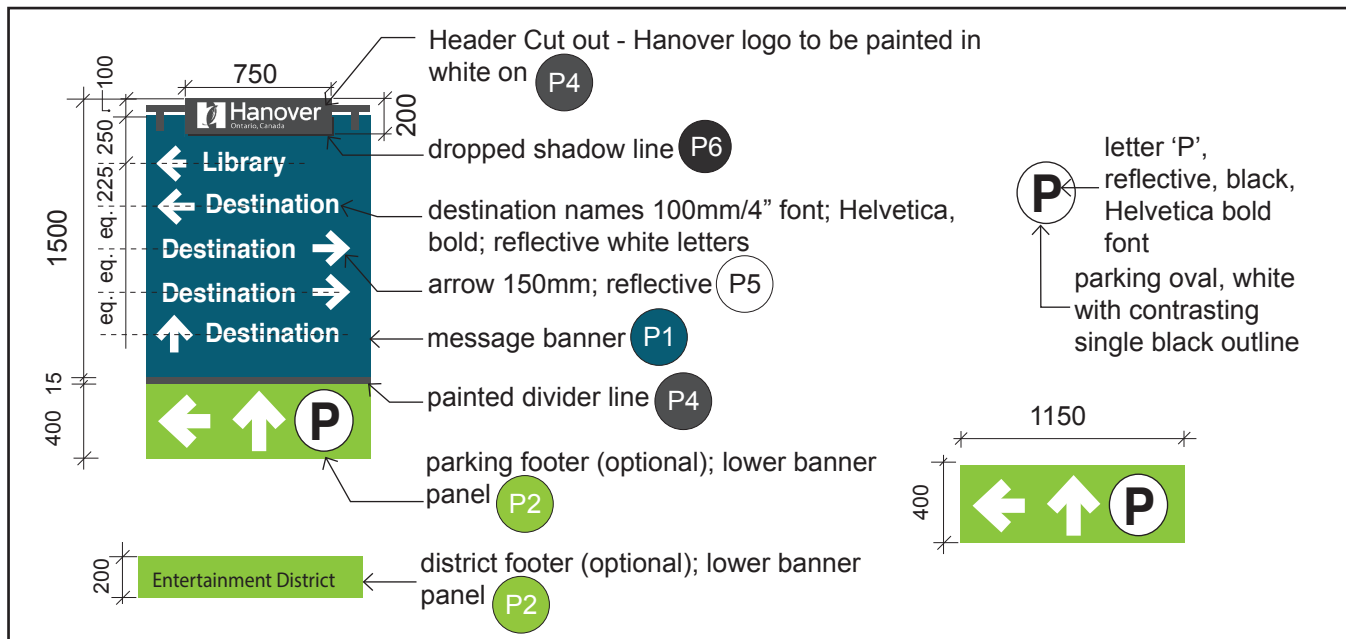 Header Cut out - Hanover logo to be painted in
white on P4
100
750
200
Hanover
Ontario, Canada
dropped shadow line P6
250
225
eq.
eq.
eq.
1500
15
400
Library
Destination
Destination
Destination
Destination
destination names 100mm/4” font; Helvetica,
bold; reflective white letters
arrow 150mm; reflective P5
message banner P1
painted divider line P4
P
parking footer (optional); lower banner
panel P2
200
Entertainment District
district footer (optional); lower banner
panel P2
P
letter ‘P’,
reflective, black,
Helvetica bold
font
parking oval, white
with contrasting
single black outline
1150
400
P